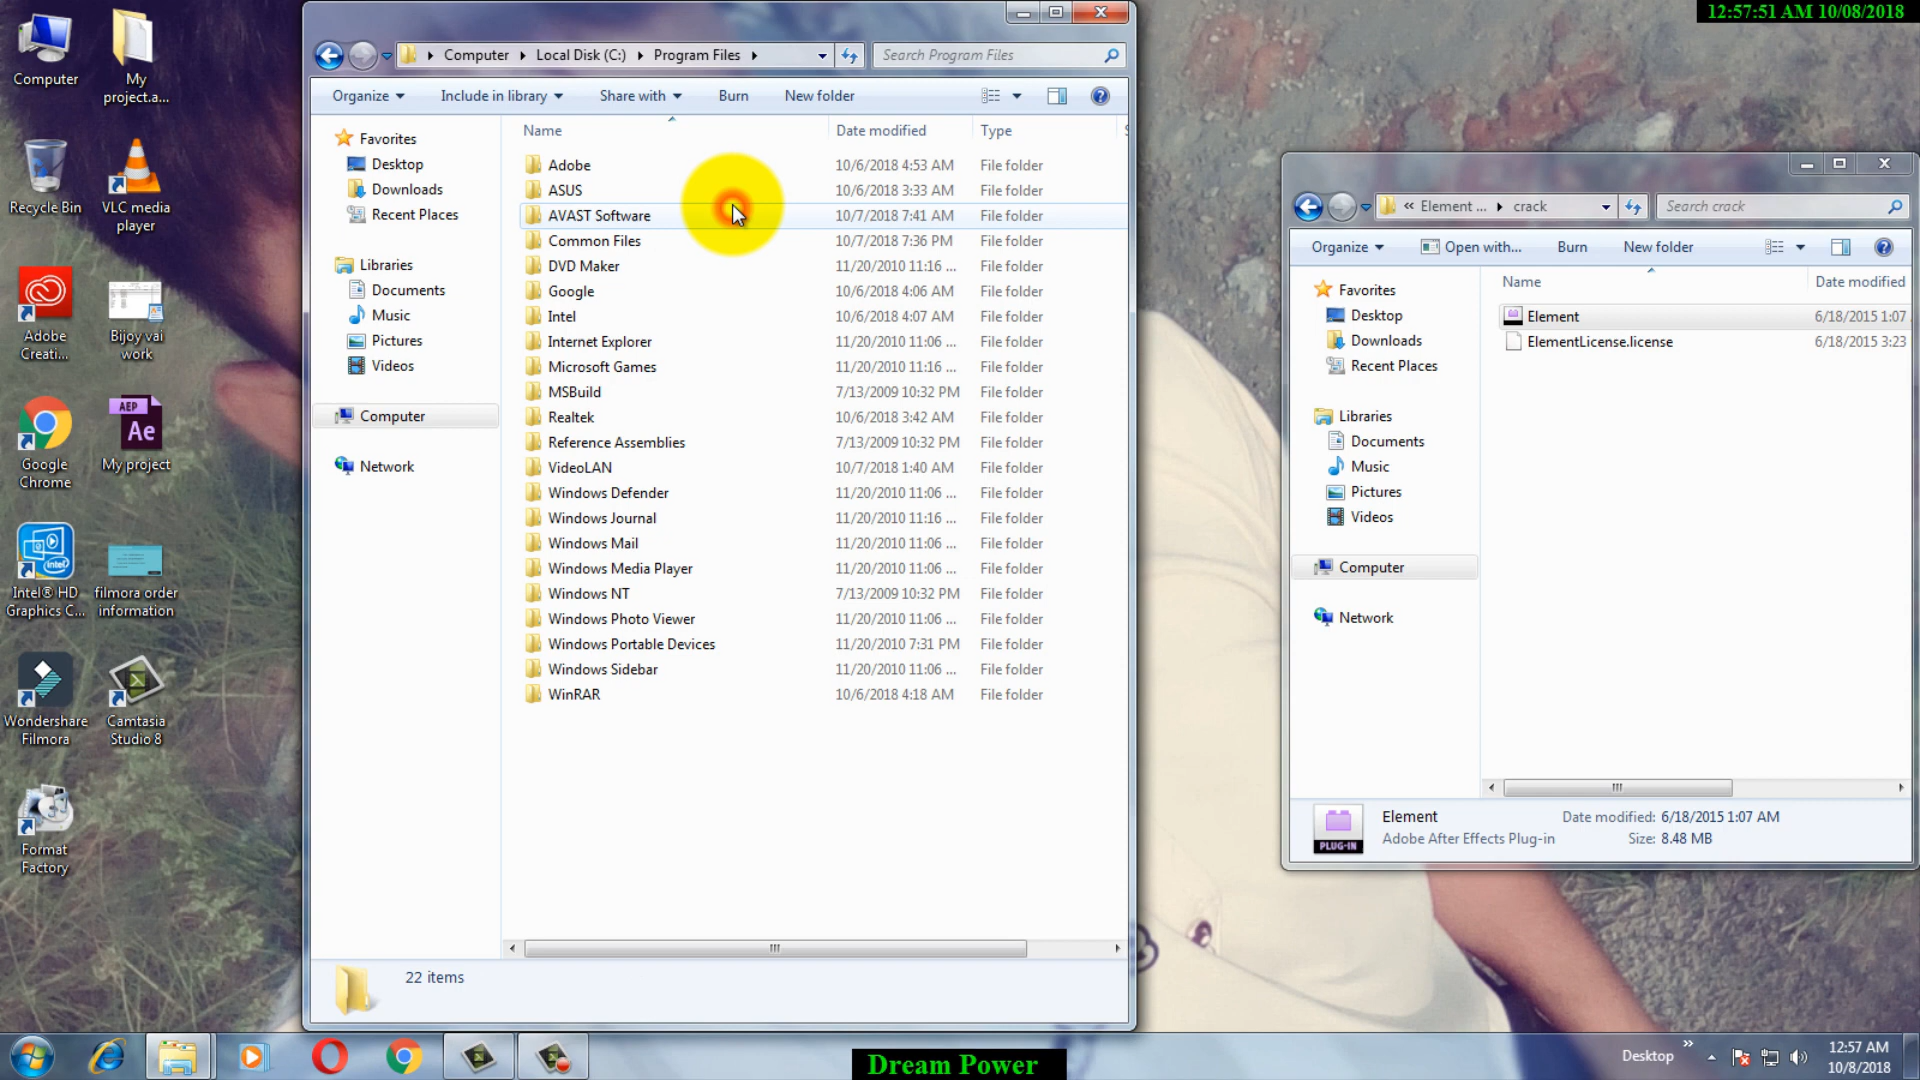 12:57:51 AM 10/08/2018
Computer
My project.a...
Recycle Bin
VLC media player
Adobe Creati...
Bijoy vai work
Google Chrome
AEP
Ae
My project
Intel® HD Graphics C...
filmora order information
Wondershare Filmora
Camtasia Studio 8
Format Factory
Computer
Local Disk (C:)
Program Files
Search Program Files
Organize
Include in library
Share with
Burn
New folder
Favorites
Desktop
Downloads
Recent Places
Libraries
Documents
Music
Pictures
Videos
Computer
Network
Name Date modified Type
Adobe 10/6/2018 4:53 AM File folder
ASUS 10/6/2018 3:33 AM File folder
AVAST Software 10/7/2018 7:41 AM File folder
Common Files 10/7/2018 7:36 PM File folder
DVD Maker 11/20/2010 11:16 ... File folder
Google 10/6/2018 4:06 AM File folder
Intel 10/6/2018 4:07 AM File folder
Internet Explorer 11/20/2010 11:06 ... File folder
Microsoft Games 11/20/2010 11:16 ... File folder
MSBuild 7/13/2009 10:32 PM File folder
Realtek 10/6/2018 3:42 AM File folder
Reference Assemblies 7/13/2009 10:32 PM File folder
VideoLAN 10/7/2018 1:40 AM File folder
Windows Defender 11/20/2010 11:06 ... File folder
Windows Journal 11/20/2010 11:16 ... File folder
Windows Mail 11/20/2010 11:06 ... File folder
Windows Media Player 11/20/2010 11:06 ... File folder
Windows NT 7/13/2009 10:32 PM File folder
Windows Photo Viewer 11/20/2010 11:06 ... File folder
Windows Portable Devices 11/20/2010 7:31 PM File folder
Windows Sidebar 11/20/2010 11:06 ... File folder
WinRAR 10/6/2018 4:18 AM File folder
22 items
« Element ... crack
Search crack
Organize
Open with...
Burn
New folder
Favorites
Desktop
Downloads
Recent Places
Libraries
Documents
Music
Pictures
Videos
Computer
Network
Name Date modified
Element 6/18/2015 1:07
ElementLicense.license 6/18/2015 3:23
PLUG-IN
Element Date modified: 6/18/2015 1:07 AM
Adobe After Effects Plug-in Size: 8.48 MB
Dream Power
Desktop »
12:57 AM
10/8/2018